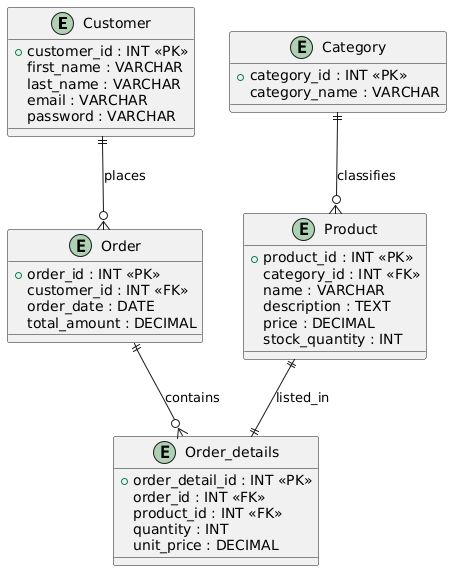 E Customer
customer_id : INT «PK»
first_name : VARCHAR
last_name : VARCHAR
email : VARCHAR
password : VARCHAR
E Category
category_id : INT «PK»
category_name : VARCHAR
places
classifies
E Order
order_id : INT «PK»
customer_id : INT «FK»
order_date : DATE
total_amount : DECIMAL
E Product
product_id : INT «PK»
category_id : INT «FK»
name : VARCHAR
description : TEXT
price : DECIMAL
stock_quantity : INT
contains
listed_in
E Order_details
order_detail_id : INT «PK»
order_id : INT «FK»
product_id : INT «FK»
quantity : INT
unit_price : DECIMAL